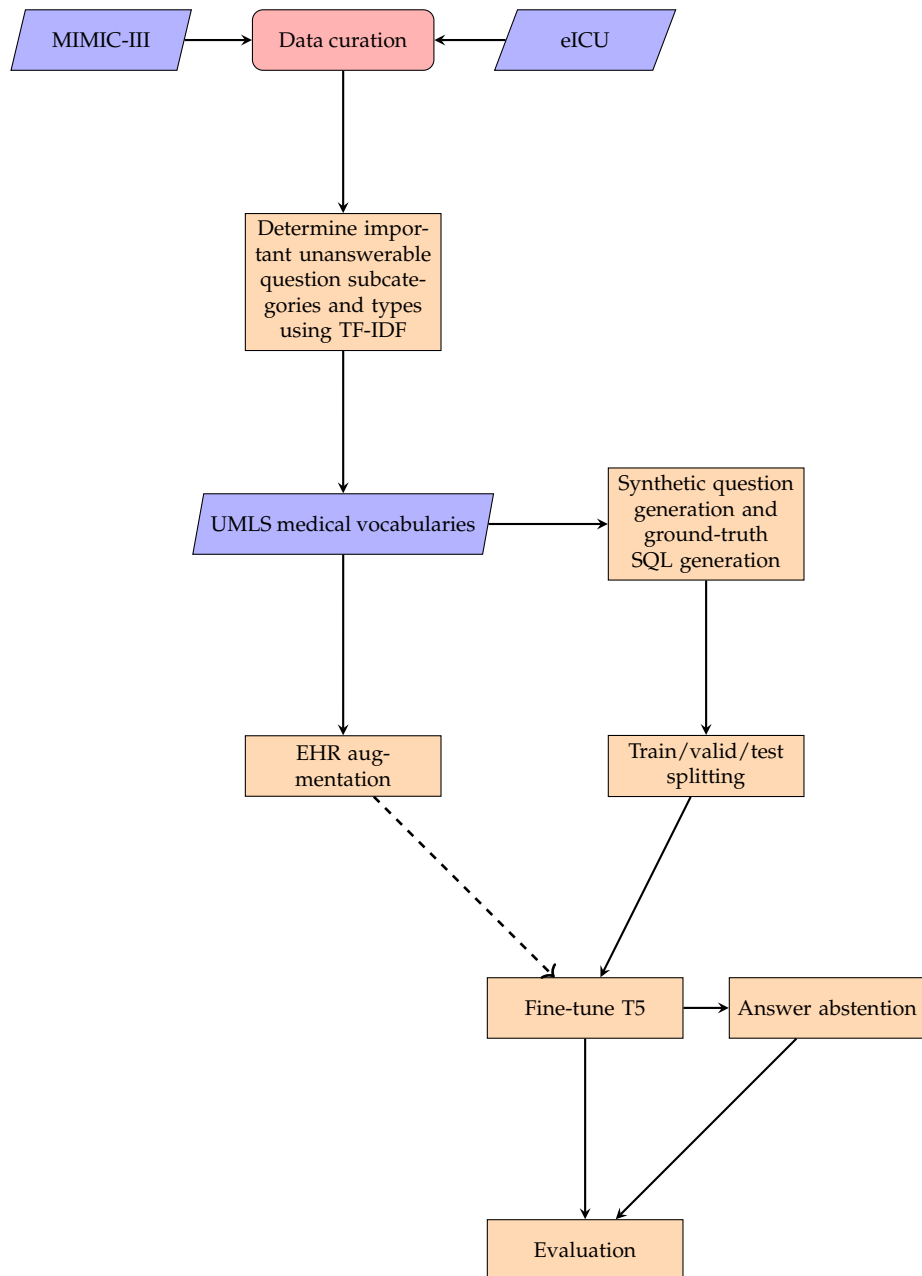 MIMIC-III
Data curation
eICU
Determine impor-
tant unanswerable
question subcate-
gories and types
using TF-IDF
UMLS medical vocabularies
Synthetic question
generation and
ground-truth
SQL generation
EHR aug-
mentation
Train/valid/test
splitting
Fine-tune T5
Answer abstention
Evaluation